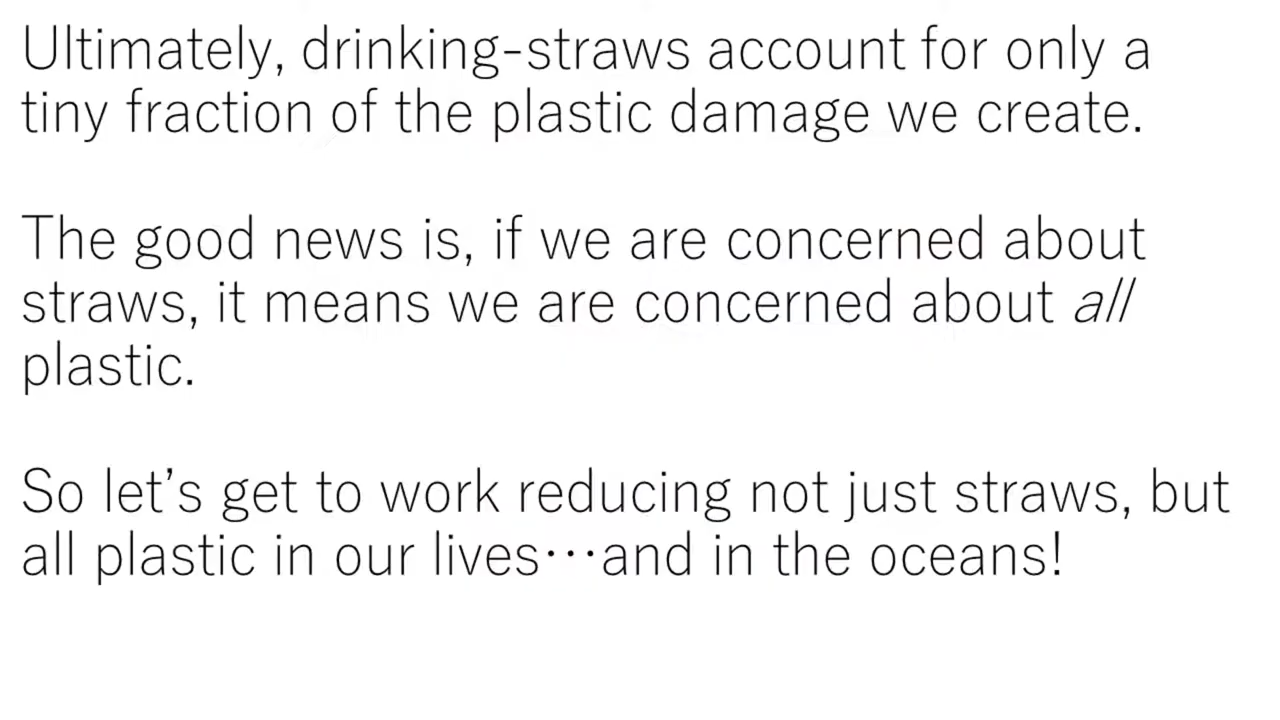 Ultimately, drinking-straws account for only a
tiny fraction of the plastic damage we create.
The good news is, if we are concerned about
straws, it means we are concerned about all
plastic.
So let’s get to work reducing not just straws, but
all plastic in our lives⋯and in the oceans!